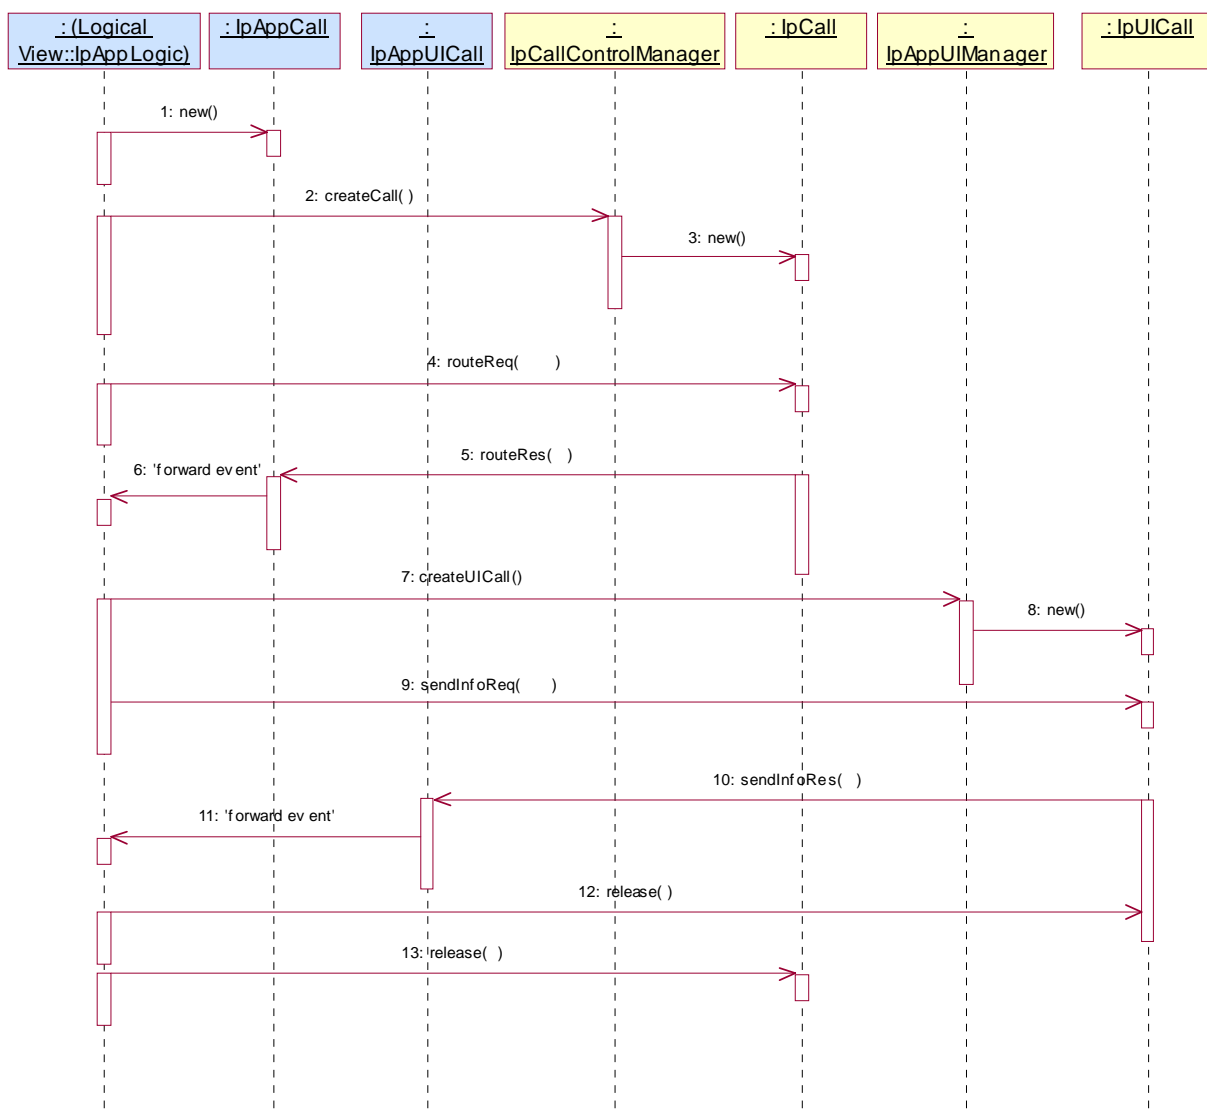 : (Logical
View::IpAppLogic)
: IpAppCall
:
IpAppUICall
:
IpCallControlManager
: IpCall
:
IpAppUIManager
: IpUICall
1: new()
2: createCall( )
3: new()
4: routeReq( )
5: routeRes( )
6: 'forward event'
7: createUICall()
8: new()
9: sendInfoReq( )
10: sendInfoRes( )
11: 'forward event'
12: release( )
13: release( )